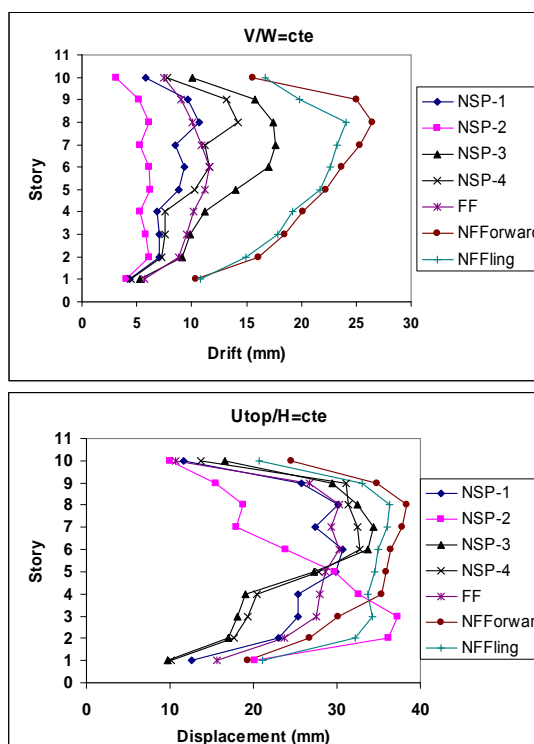 V/W=cte
11
10
9
8
7
6
5
4
3
2
1
0
Story
0 5 10 15 20 25 30
Drift (mm)
NSP-1
NSP-2
NSP-3
NSP-4
FF
NFForward
NFFling
Utop/H=cte
11
10
9
8
7
6
5
4
3
2
1
0
Story
0 10 20 30 40
Displacement (mm)
NSP-1
NSP-2
NSP-3
NSP-4
FF
NFForward
NFFling